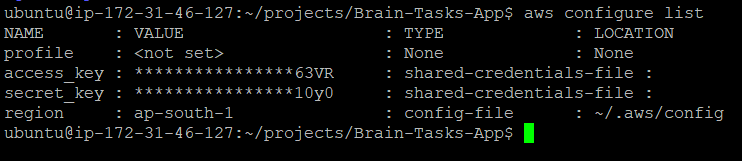 ubuntu@ip-172-31-46-127:~/projects/Brain-Tasks-App$ aws configure list
NAME       : VALUE                    : TYPE             : LOCATION
profile    : <not set>                : None             : None
access_key : ****************63VR     : shared-credentials-file :
secret_key : ****************10y0     : shared-credentials-file :
region     : ap-south-1               : config-file      : ~/.aws/config
ubuntu@ip-172-31-46-127:~/projects/Brain-Tasks-App$